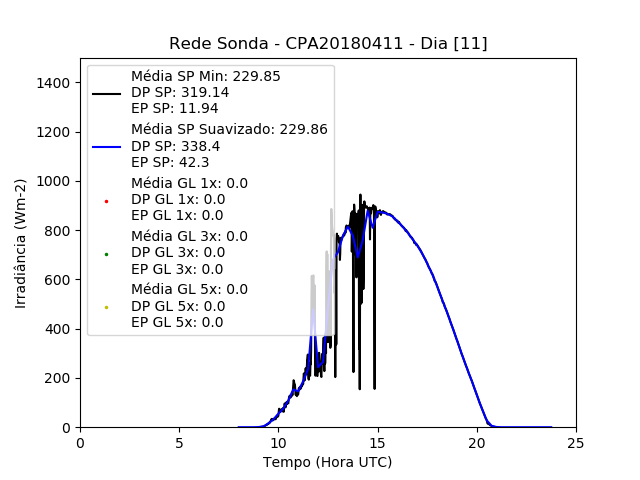 Rede Sonda - CPA20180411 - Dia [11]
Média SP Min: 229.85
DP SP: 319.14
EP SP: 11.94
Média SP Suavizado: 229.86
DP SP: 338.4
EP SP: 42.3
Média GL 1x: 0.0
DP GL 1x: 0.0
EP GL 1x: 0.0
Média GL 3x: 0.0
DP GL 3x: 0.0
EP GL 3x: 0.0
Média GL 5x: 0.0
DP GL 5x: 0.0
EP GL 5x: 0.0
Irradiância (Wm-2)
1400
1200
1000
800
600
400
200
0
0 5 10 15 20 25
Tempo (Hora UTC)